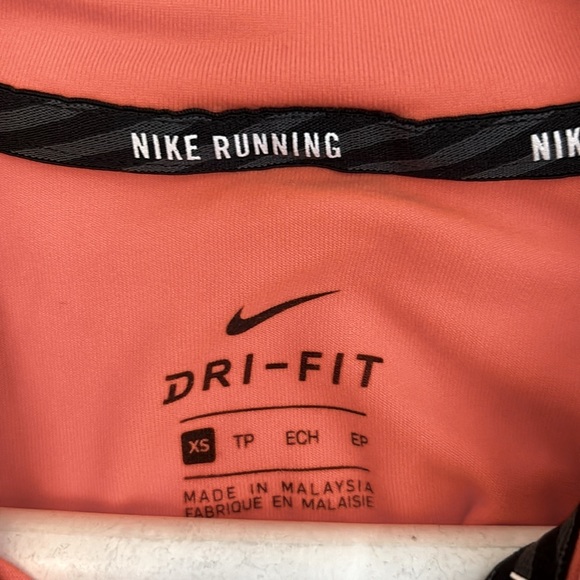 NIKE RUNNING NIK
DRI-FIT
XS TP ECH EP
MADE IN MALAYSIA
FABRIQUE EN MALAISIE